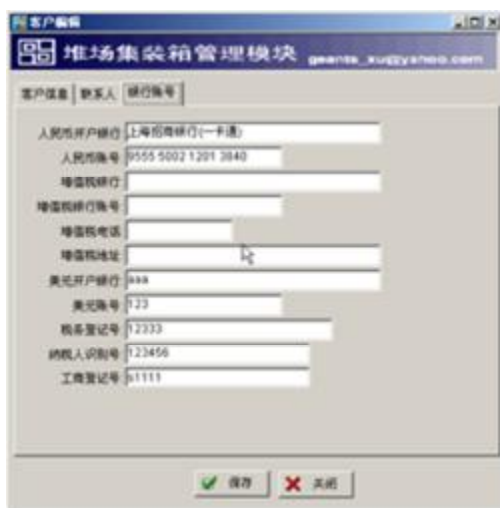 客户编辑
堆场集装箱管理模块 geante_xu@yahoo.com
客户信息 联系人 银行账号
人民币开户银行 上海招商银行(一卡通)
人民币账号 9555 5002 1201 3840
增值税银行
增值税银行账号
增值税电话
增值税地址
美元开户银行 aaa
美元账号 123
税务登记号 12333
纳税人识别号 123456
工商登记号 s1111
保存 关闭